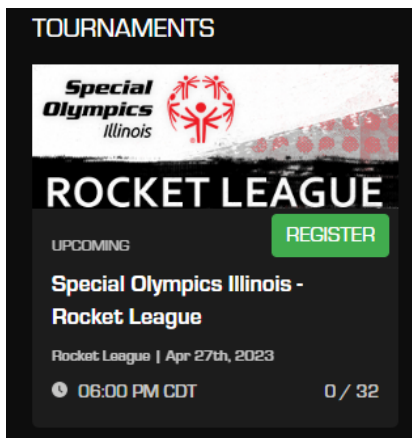 TOURNAMENTS
Special
Olympics
Illinois
ROCKET LEAGUE
REGISTER
UPCOMING
Special Olympics Illinois -
Rocket League
Rocket League | Apr 27th, 2023
06:00 PM CDT 0 / 32